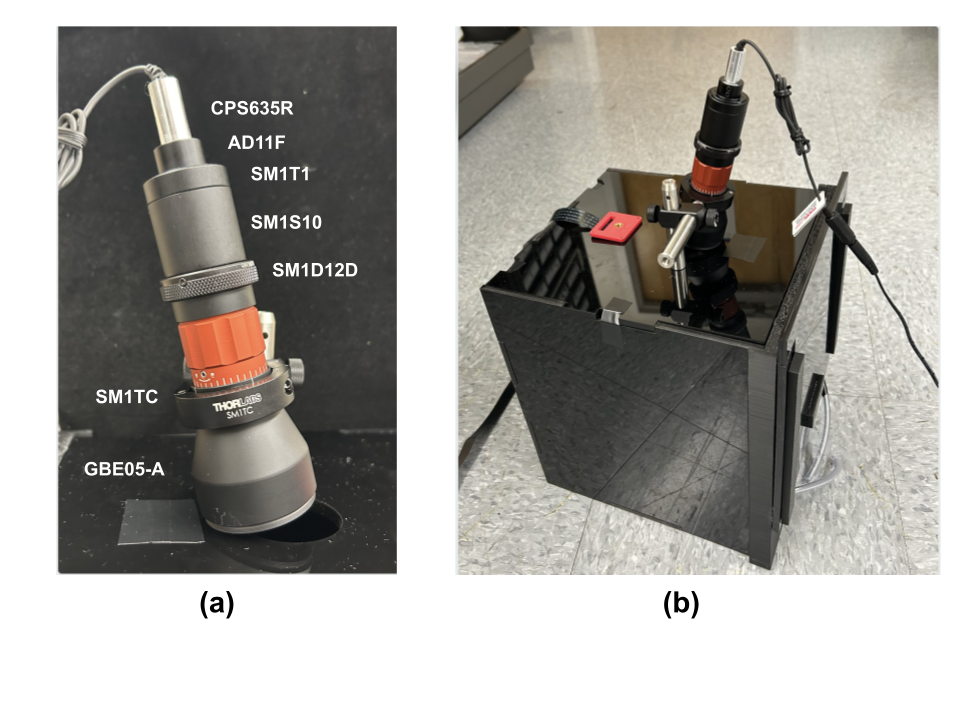 CPS635R
AD11F
SM1T1
SM1S10
SM1D12D
SM1TC
THORLABS
SM1TC
GBE05-A
(a)
(b)